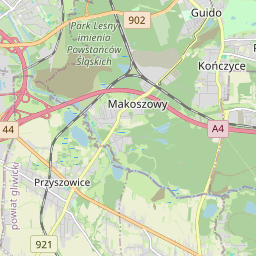 Guido
902
Park Leśny
imienia
Powstańców
Śląskich
Kończyce
Makoszowy
44
A4
powiat gliwicki
Przyszowice
921